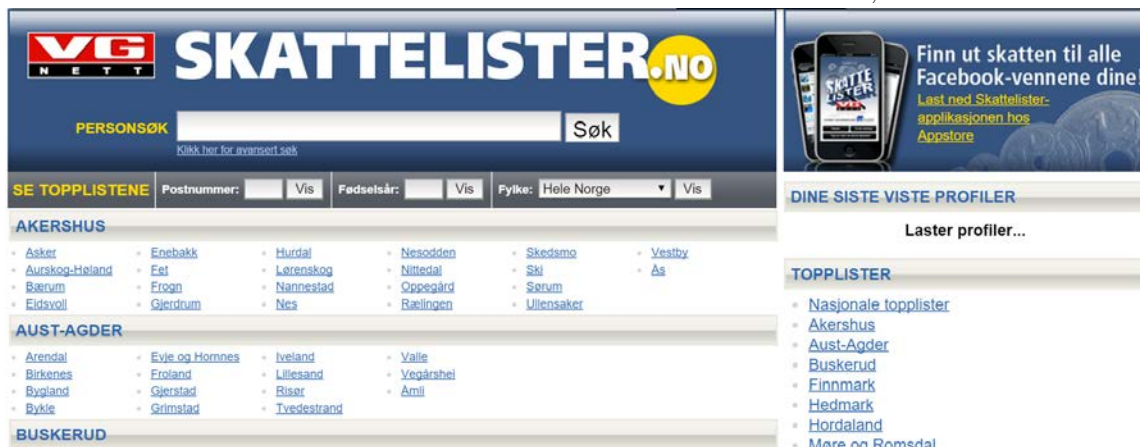 VG
NETT
SKATTELISTER.NO
PERSONSØK
Søk
Klikk her for avansert søk
SE TOPPLISTENE Postnummer: Vis Fødselsår: Vis Fylke: Hele Norge Vis
AKERSHUS
Asker Enebakk Hurdal Nesodden Skedsmo Vestby
Aurskog-Høland Fet Lørenskog Nittedal Ski Ås
Bærum Frogn Nannestad Oppegård Sørum
Eidsvoll Gjerdrum Nes Rælingen Ullensaker
AUST-AGDER
Arendal Evje og Hornnes Iveland Valle
Birkenes Froland Lillesand Vegårshei
Bygland Gjerstad Risør Åmli
Bykle Grimstad Tvedestrand
BUSKERUD
SKATTE
LISTER
VG
Finn ut skatten til alle
Facebook-vennene dine!
Last ned Skattelister-
applikasjonen hos
Appstore
DINE SISTE VISTE PROFILER
Laster profiler...
TOPPLISTER
Nasjonale topplister
Akershus
Aust-Agder
Buskerud
Finnmark
Hedmark
Hordaland
Møre og Romsdal